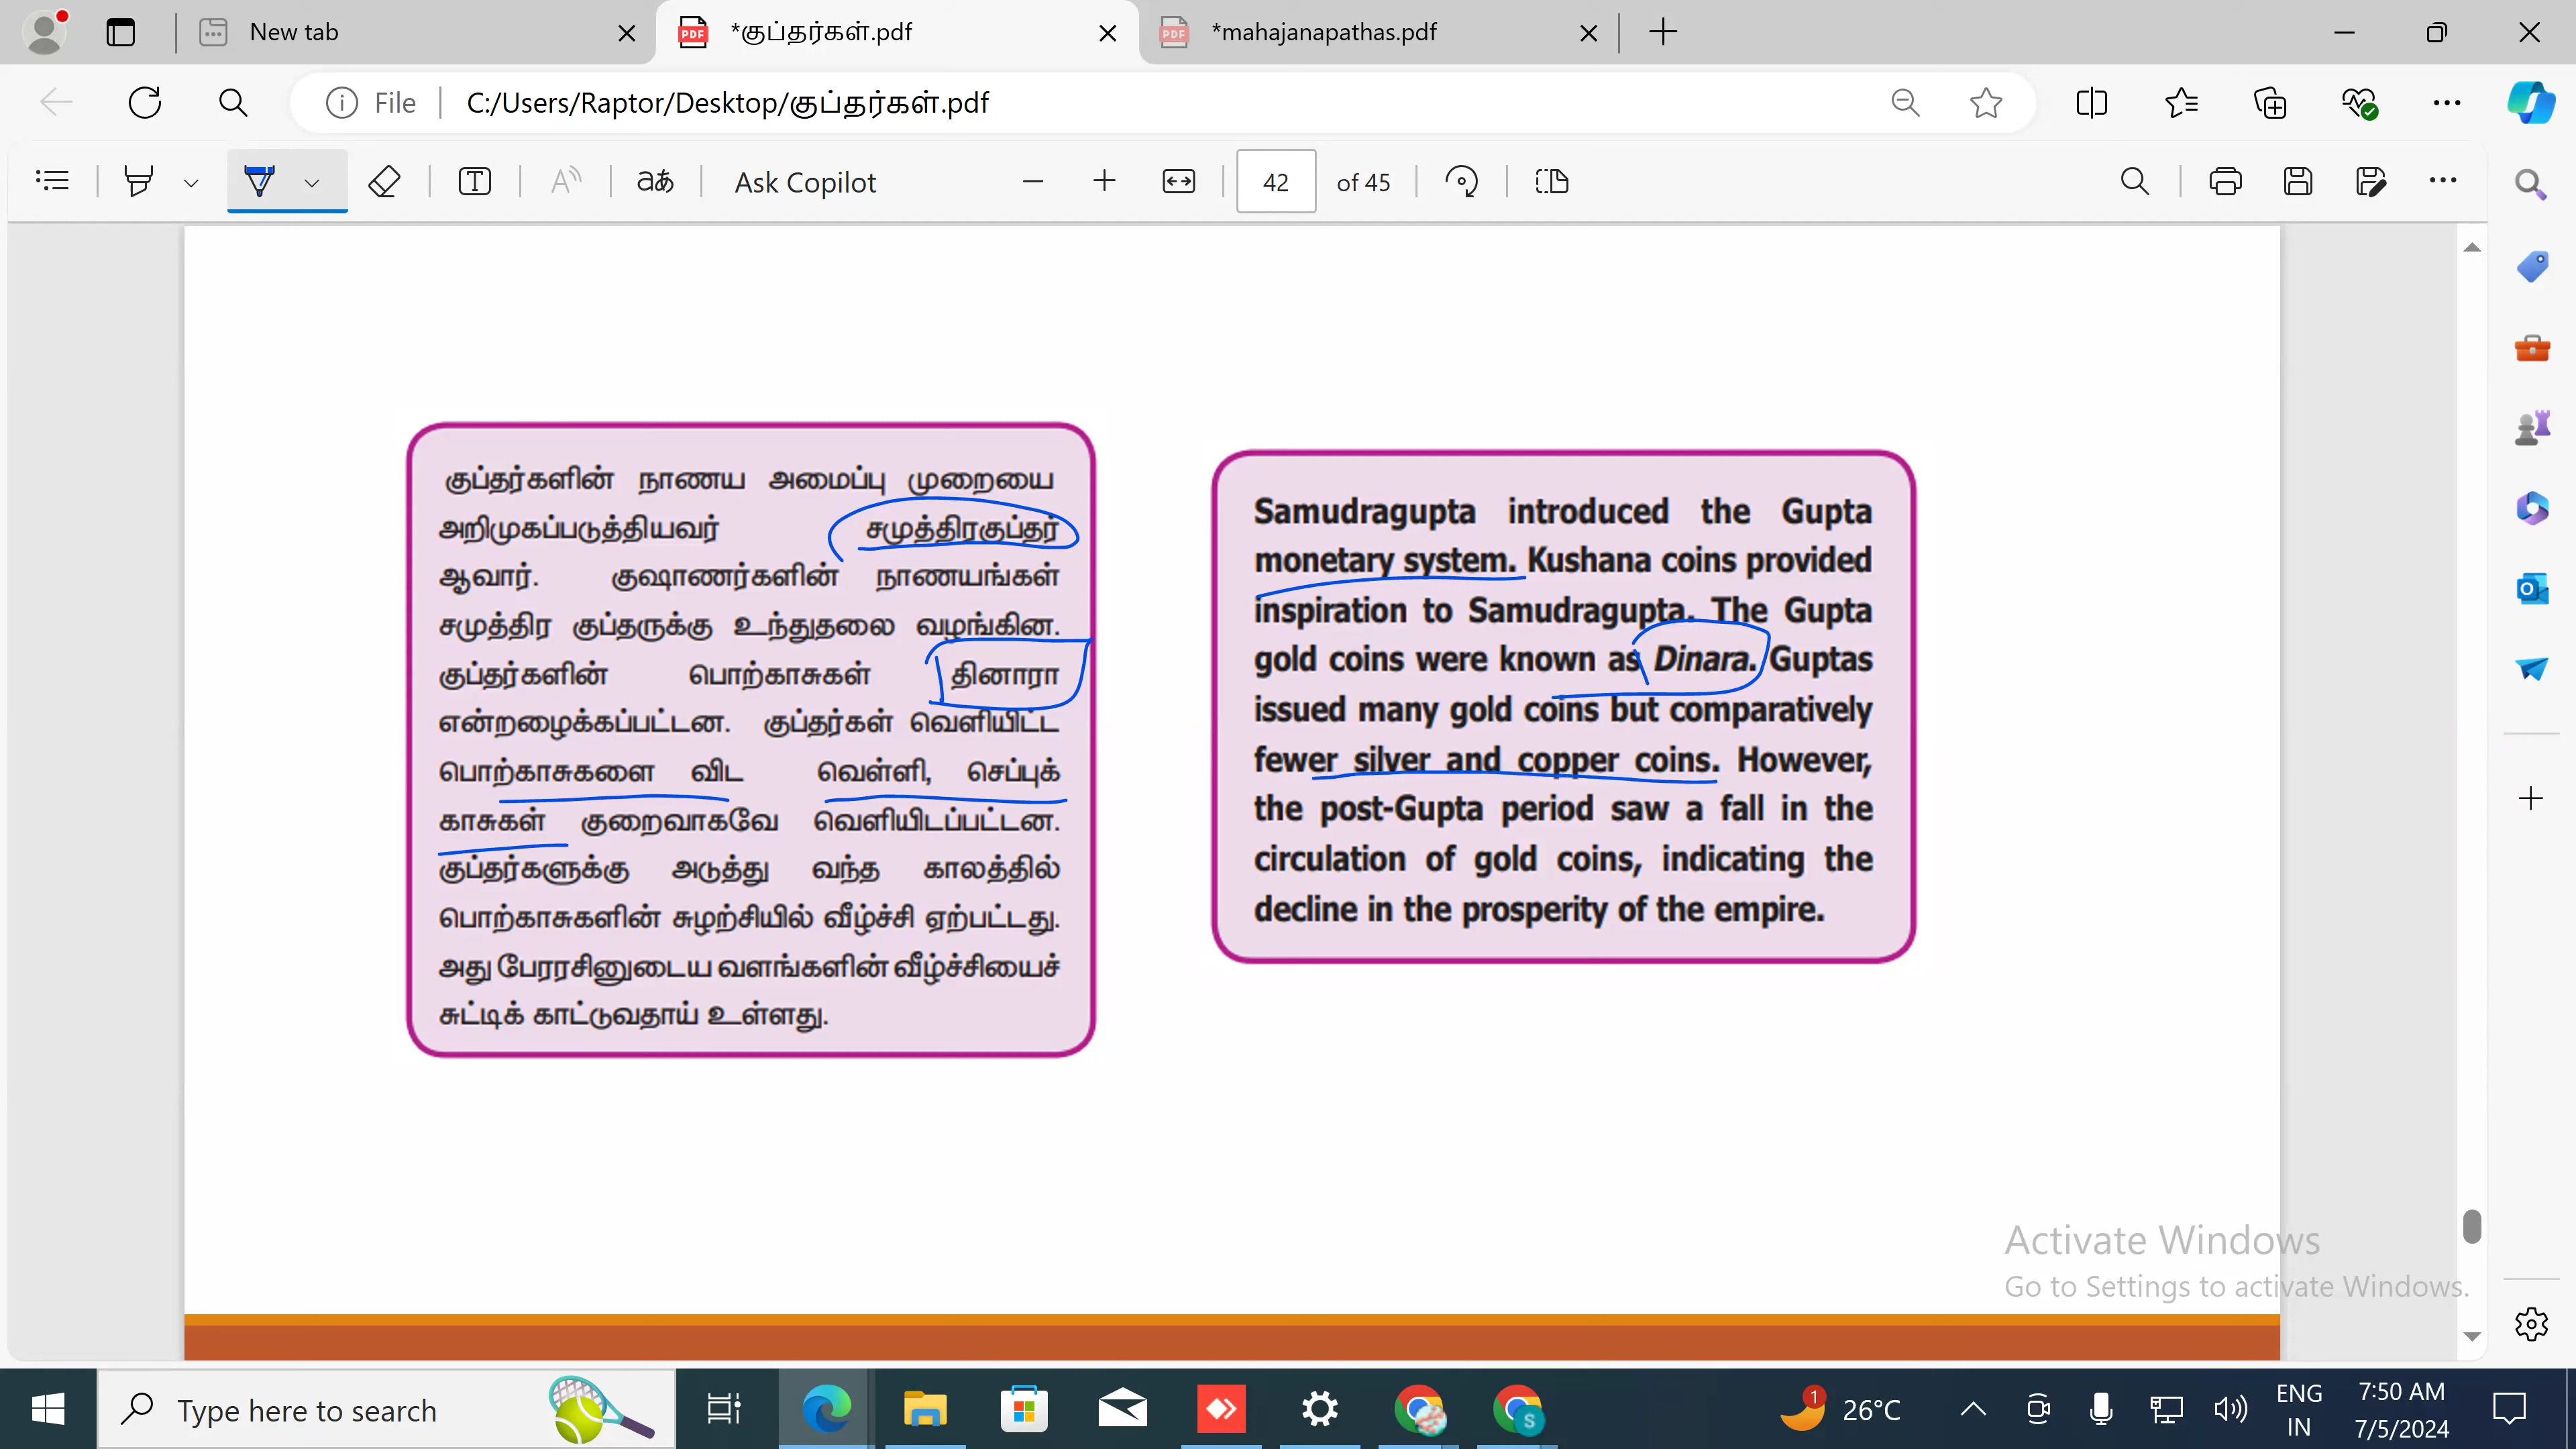 New tab
*குப்தர்கள்.pdf
*mahajanapathas.pdf
File
C:/Users/Raptor/Desktop/குப்தர்கள்.pdf
Ask Copilot
42 of 45
குப்தர்களின் நாணய அமைப்பு முறையை
அறிமுகப்படுத்தியவர் சமுத்திரகுப்தர்
ஆவார். குஷாணர்களின் நாணயங்கள்
சமுத்திர குப்தருக்கு உந்துதலை வழங்கின.
குப்தர்களின் பொற்காசுகள் தினாரா
என்றழைக்கப்பட்டன. குப்தர்கள் வெளியிட்ட
பொற்காசுகளை விட வெள்ளி, செப்புக்
காசுகள் குறைவாகவே வெளியிடப்பட்டன.
குப்தர்களுக்கு அடுத்து வந்த காலத்தில்
பொற்காசுகளின் சுழற்சியில் வீழ்ச்சி ஏற்பட்டது.
அது பேரரசினுடைய வளங்களின் வீழ்ச்சியைச்
சுட்டிக் காட்டுவதாய் உள்ளது.
Samudragupta introduced the Gupta
monetary system. Kushana coins provided
inspiration to Samudragupta. The Gupta
gold coins were known as Dinara. Guptas
issued many gold coins but comparatively
fewer silver and copper coins. However,
the post-Gupta period saw a fall in the
circulation of gold coins, indicating the
decline in the prosperity of the empire.
Activate Windows
Go to Settings to activate Windows.
Type here to search
1
26°C
ENG
IN
7:50 AM
7/5/2024